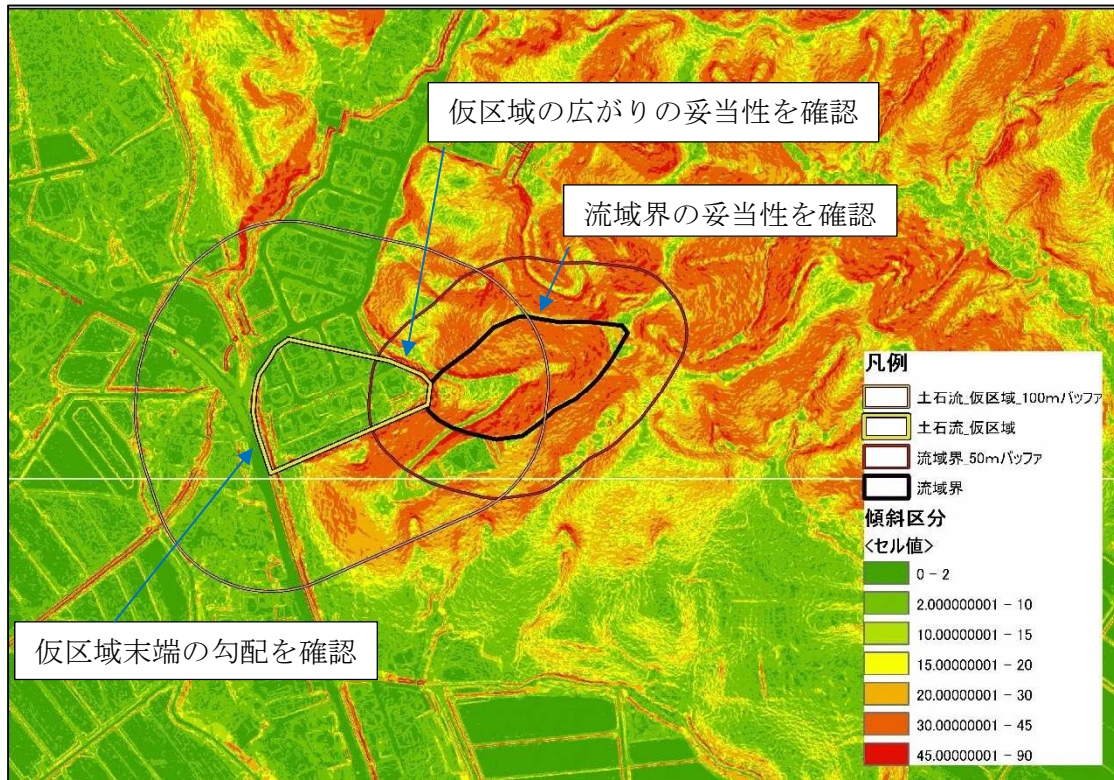 仮区域の広がりの妥当性を確認
流域界の妥当性を確認
仮区域末端の勾配を確認
凡例
土石流_仮区域_100mバッファ
土石流_仮区域
流域界_50mバッファ
流域界
傾斜区分
<セル値>
0 - 2
2.000000001 - 10
10.00000001 - 15
15.00000001 - 20
20.00000001 - 30
30.00000001 - 45
45.00000001 - 90